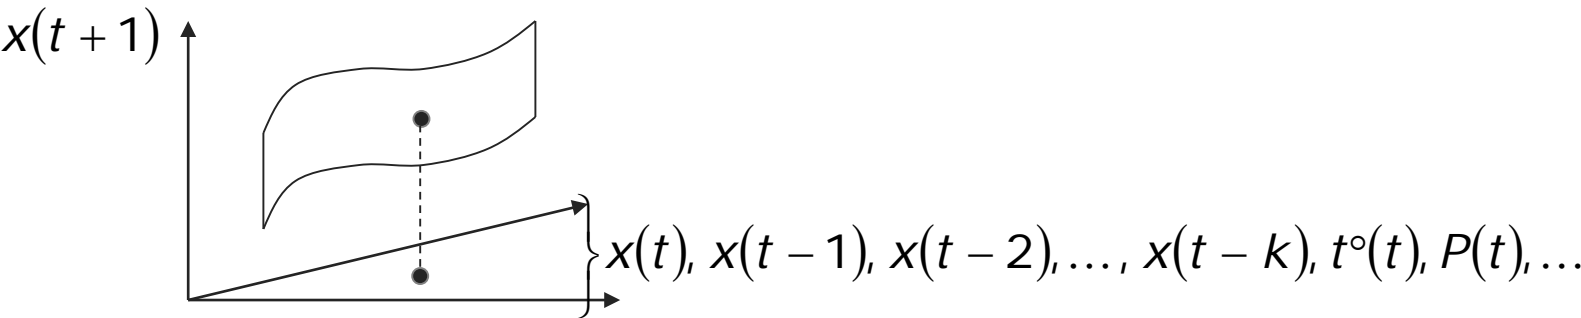 x(t + 1)
x(t), x(t − 1), x(t − 2),..., x(t − k), t°(t), P(t),...